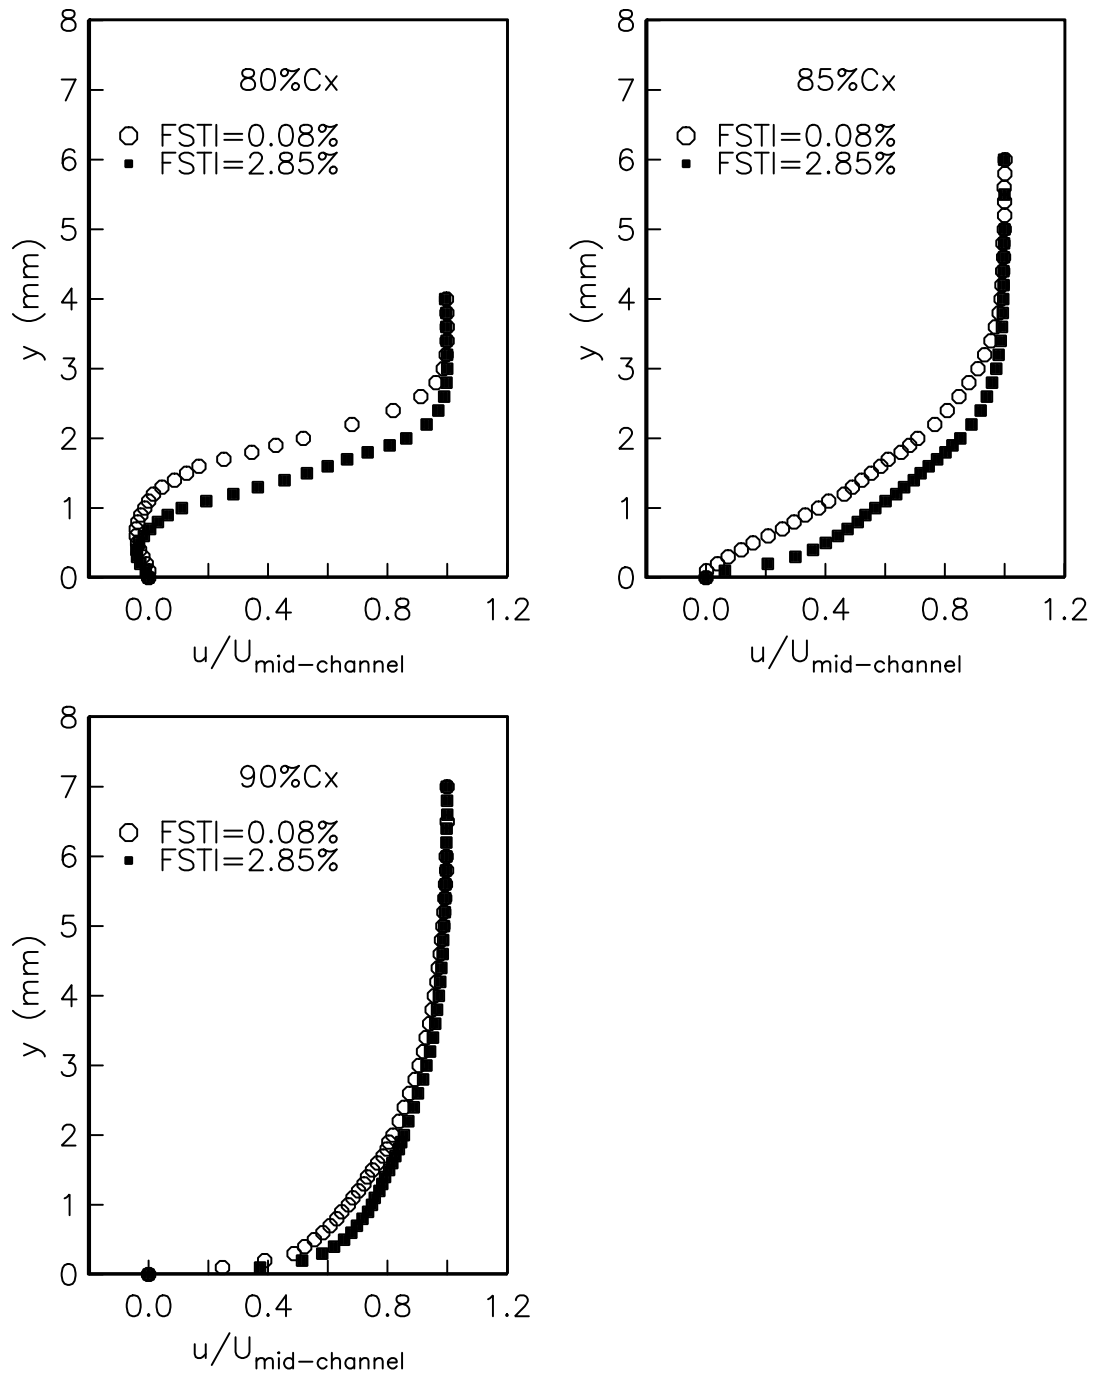 80%Cx
FSTI=0.08%
FSTI=2.85%
8
7
6
5
4
3
2
1
0
y (mm)
0.0 0.4 0.8 1.2
u/Umid-channel
85%Cx
FSTI=0.08%
FSTI=2.85%
8
7
6
5
4
3
2
1
0
y (mm)
0.0 0.4 0.8 1.2
u/Umid-channel
90%Cx
FSTI=0.08%
FSTI=2.85%
8
7
6
5
4
3
2
1
0
y (mm)
0.0 0.4 0.8 1.2
u/Umid-channel